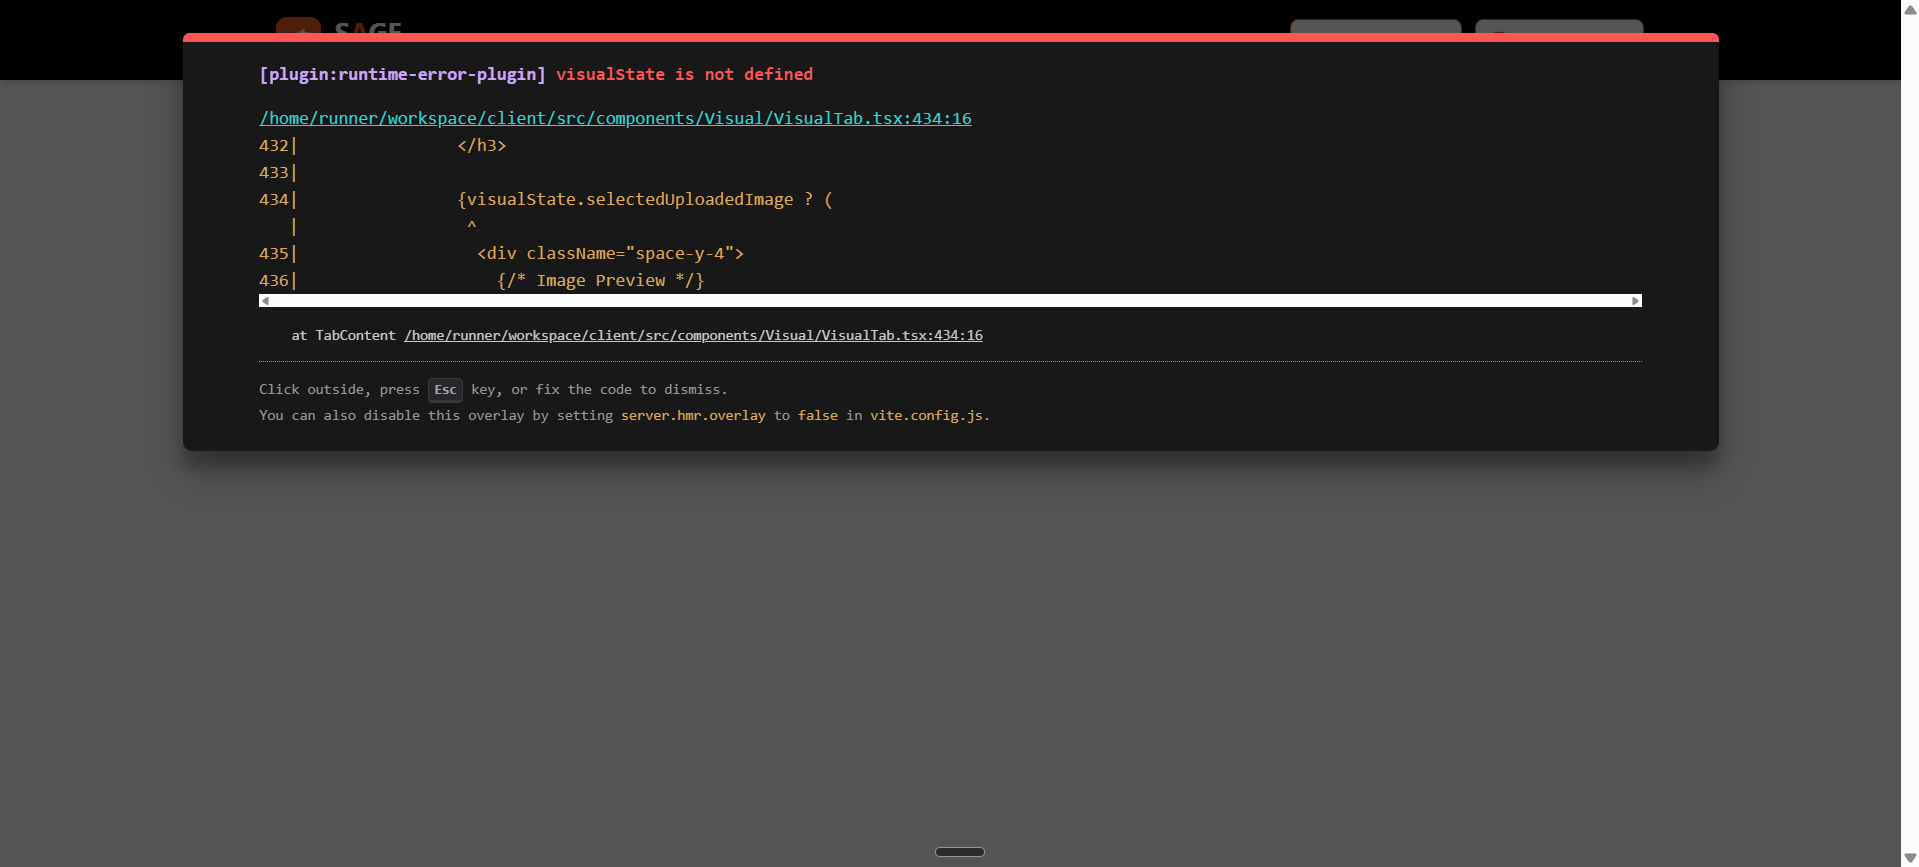 SAGE
[plugin:runtime-error-plugin] visualState is not defined
/home/runner/workspace/client/src/components/Visual/VisualTab.tsx:434:16
432|                </h3>
433|
434|                {visualState.selectedUploadedImage ? (
   |                 ^
435|                  <div className="space-y-4">
436|                    {/* Image Preview */}
at TabContent /home/runner/workspace/client/src/components/Visual/VisualTab.tsx:434:16
Click outside, press Esc key, or fix the code to dismiss.
You can also disable this overlay by setting server.hmr.overlay to false in vite.config.js.